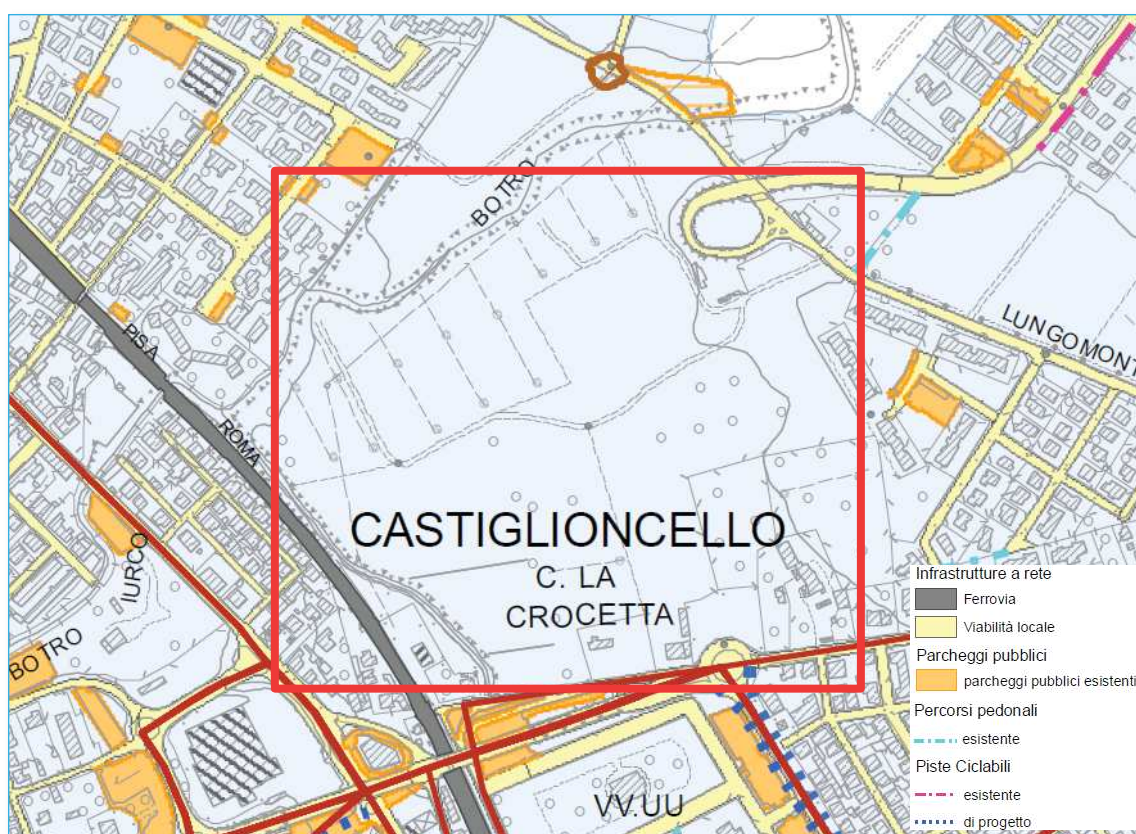 BOTRO
LUNGOMONT
PISA
ROMA
CASTIGLIONCELLO
C. LA
CROCETTA
IURCO
BOTRO
VV.UU
Infrastrutture a rete
Ferrovia
Viabilità locale
Parcheggi pubblici
parcheggi pubblici esistenti
Percorsi pedonali
esistente
Piste Ciclabili
esistente
di progetto